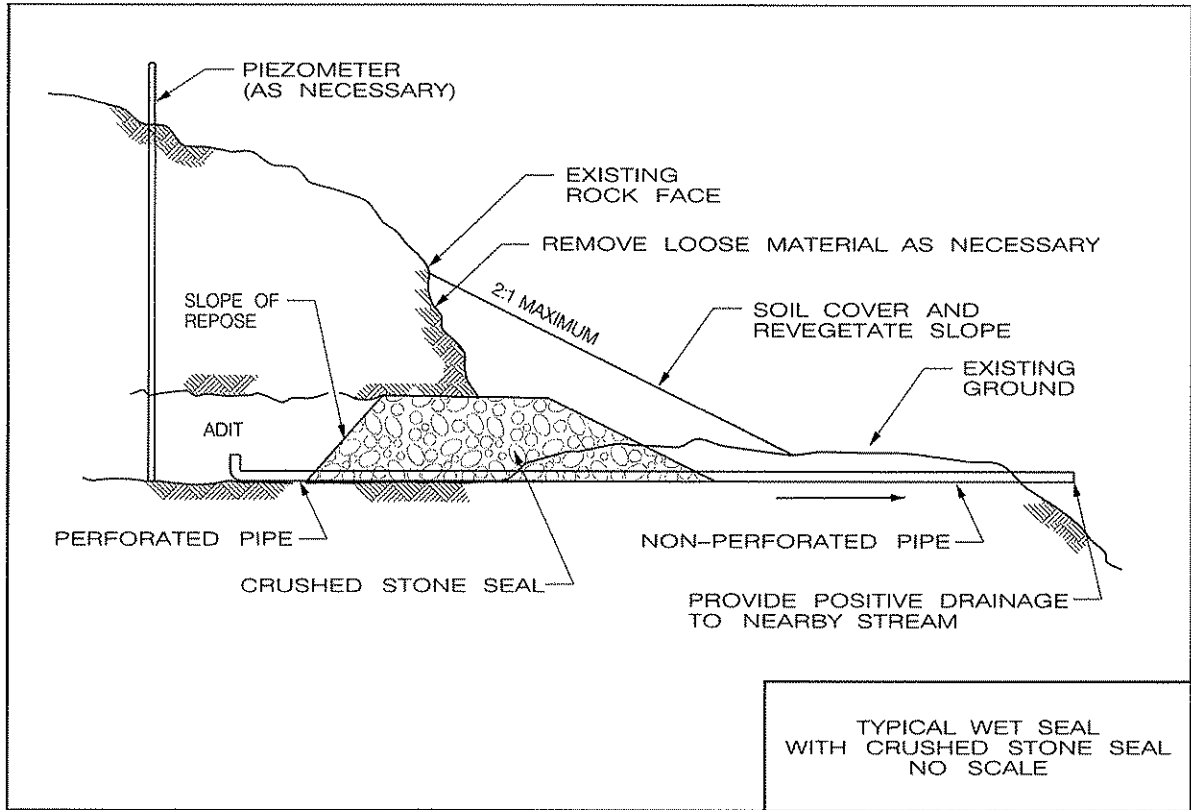 PIEZOMETER
(AS NECESSARY)
EXISTING
ROCK FACE
REMOVE LOOSE MATERIAL AS NECESSARY
SLOPE OF
REPOSE
2:1 MAXIMUM
SOIL COVER AND
REVEGETATE SLOPE
EXISTING
GROUND
ADIT
PERFORATED PIPE
NON-PERFORATED PIPE
CRUSHED STONE SEAL
PROVIDE POSITIVE DRAINAGE
TO NEARBY STREAM
TYPICAL WET SEAL
WITH CRUSHED STONE SEAL
NO SCALE